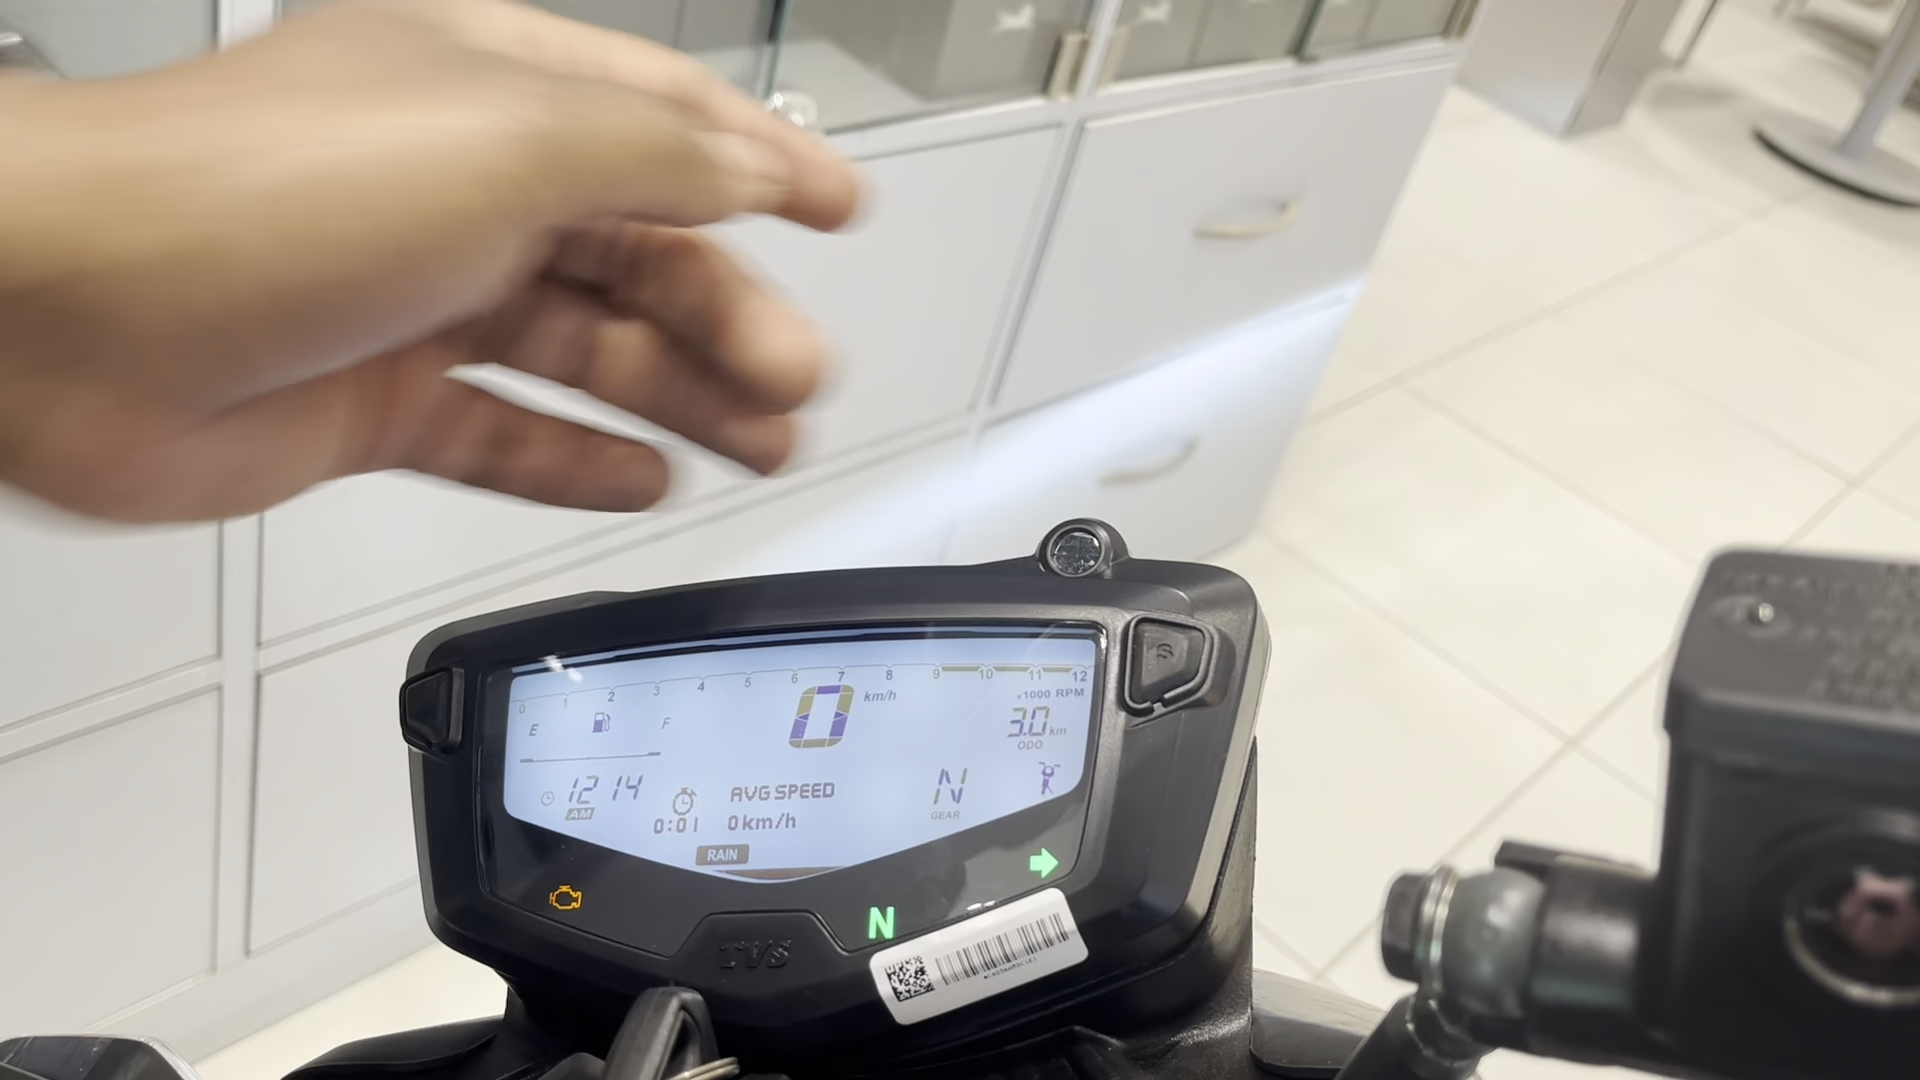 0 1 2 3 4 5 6 7 8 9 10 11 12
x1000 RPM
E F
0 km/h
3.0 km
ODO
12 14
AM
0:01
AVG SPEED
0 km/h
N
GEAR
RAIN
N
TVS
S